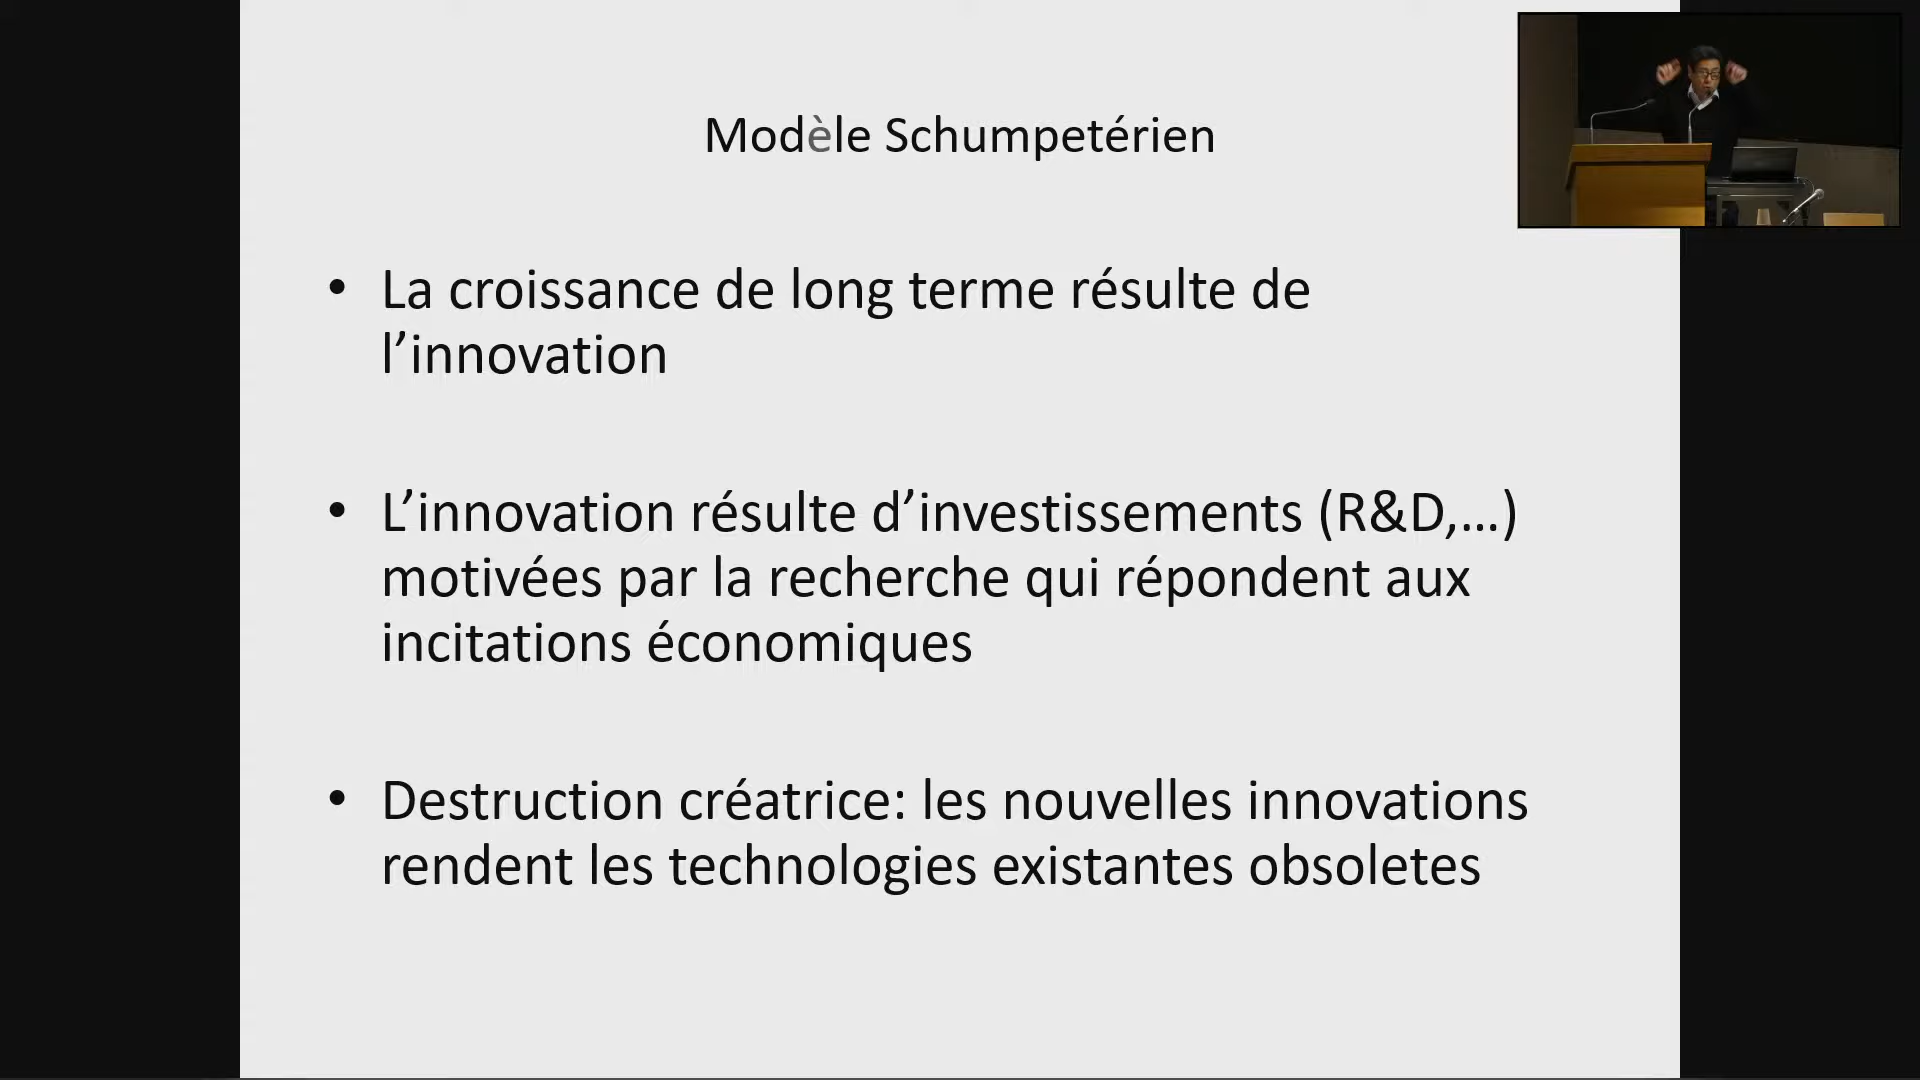 Modèle Schumpetérien
• La croissance de long terme résulte de
l’innovation
• L’innovation résulte d’investissements (R&D,…)
motivées par la recherche qui répondent aux
incitations économiques
• Destruction créatrice: les nouvelles innovations
rendent les technologies existantes obsoletes